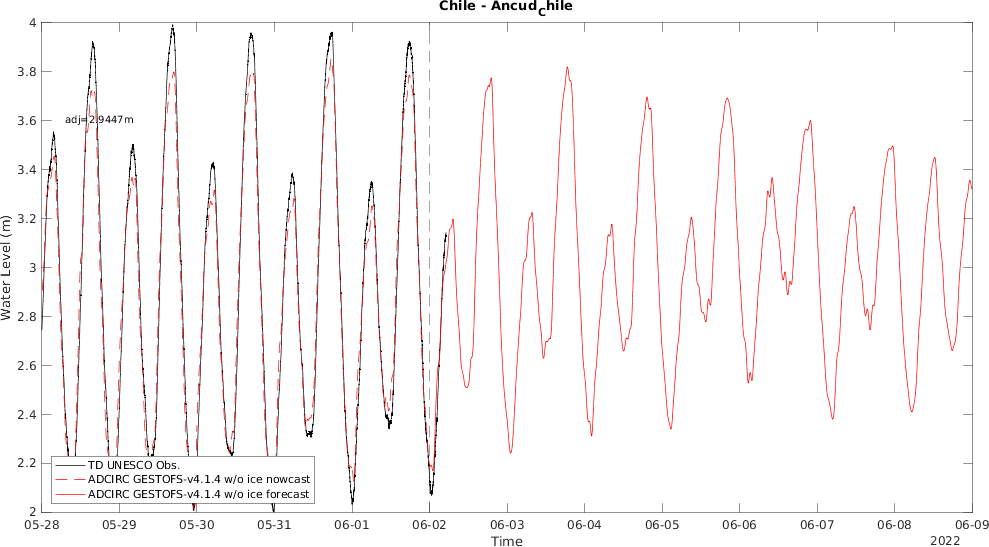 Chile - Ancud_Chile
4
3.8
3.6
3.4
3.2
3
2.8
2.6
2.4
2.2
2
Water Level (m)
adj=2.9447m
TD UNESCO Obs.
ADCIRC GESTOFS-v4.1.4 w/o ice nowcast
ADCIRC GESTOFS-v4.1.4 w/o ice forecast
05-28 05-29 05-30 05-31 06-01 06-02 06-03 06-04 06-05 06-06 06-07 06-08 06-09
Time
2022